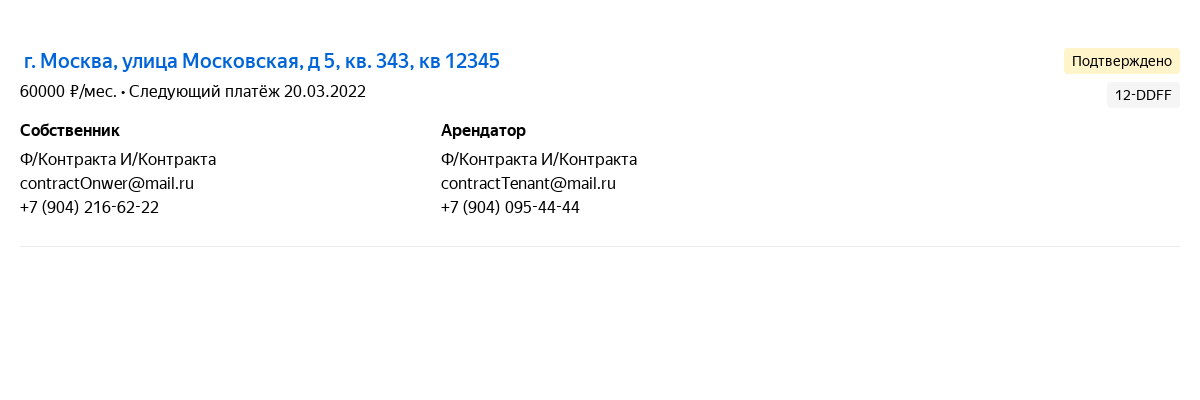 г. Москва, улица Московская, д 5, кв. 343, кв 12345
Подтверждено
60000 ₽/мес. • Следующий платёж 20.03.2022
12-DDFF
Собственник
Арендатор
Ф/Контракта И/Контракта
Ф/Контракта И/Контракта
contractOnwer@mail.ru
contractTenant@mail.ru
+7 (904) 216-62-22
+7 (904) 095-44-44